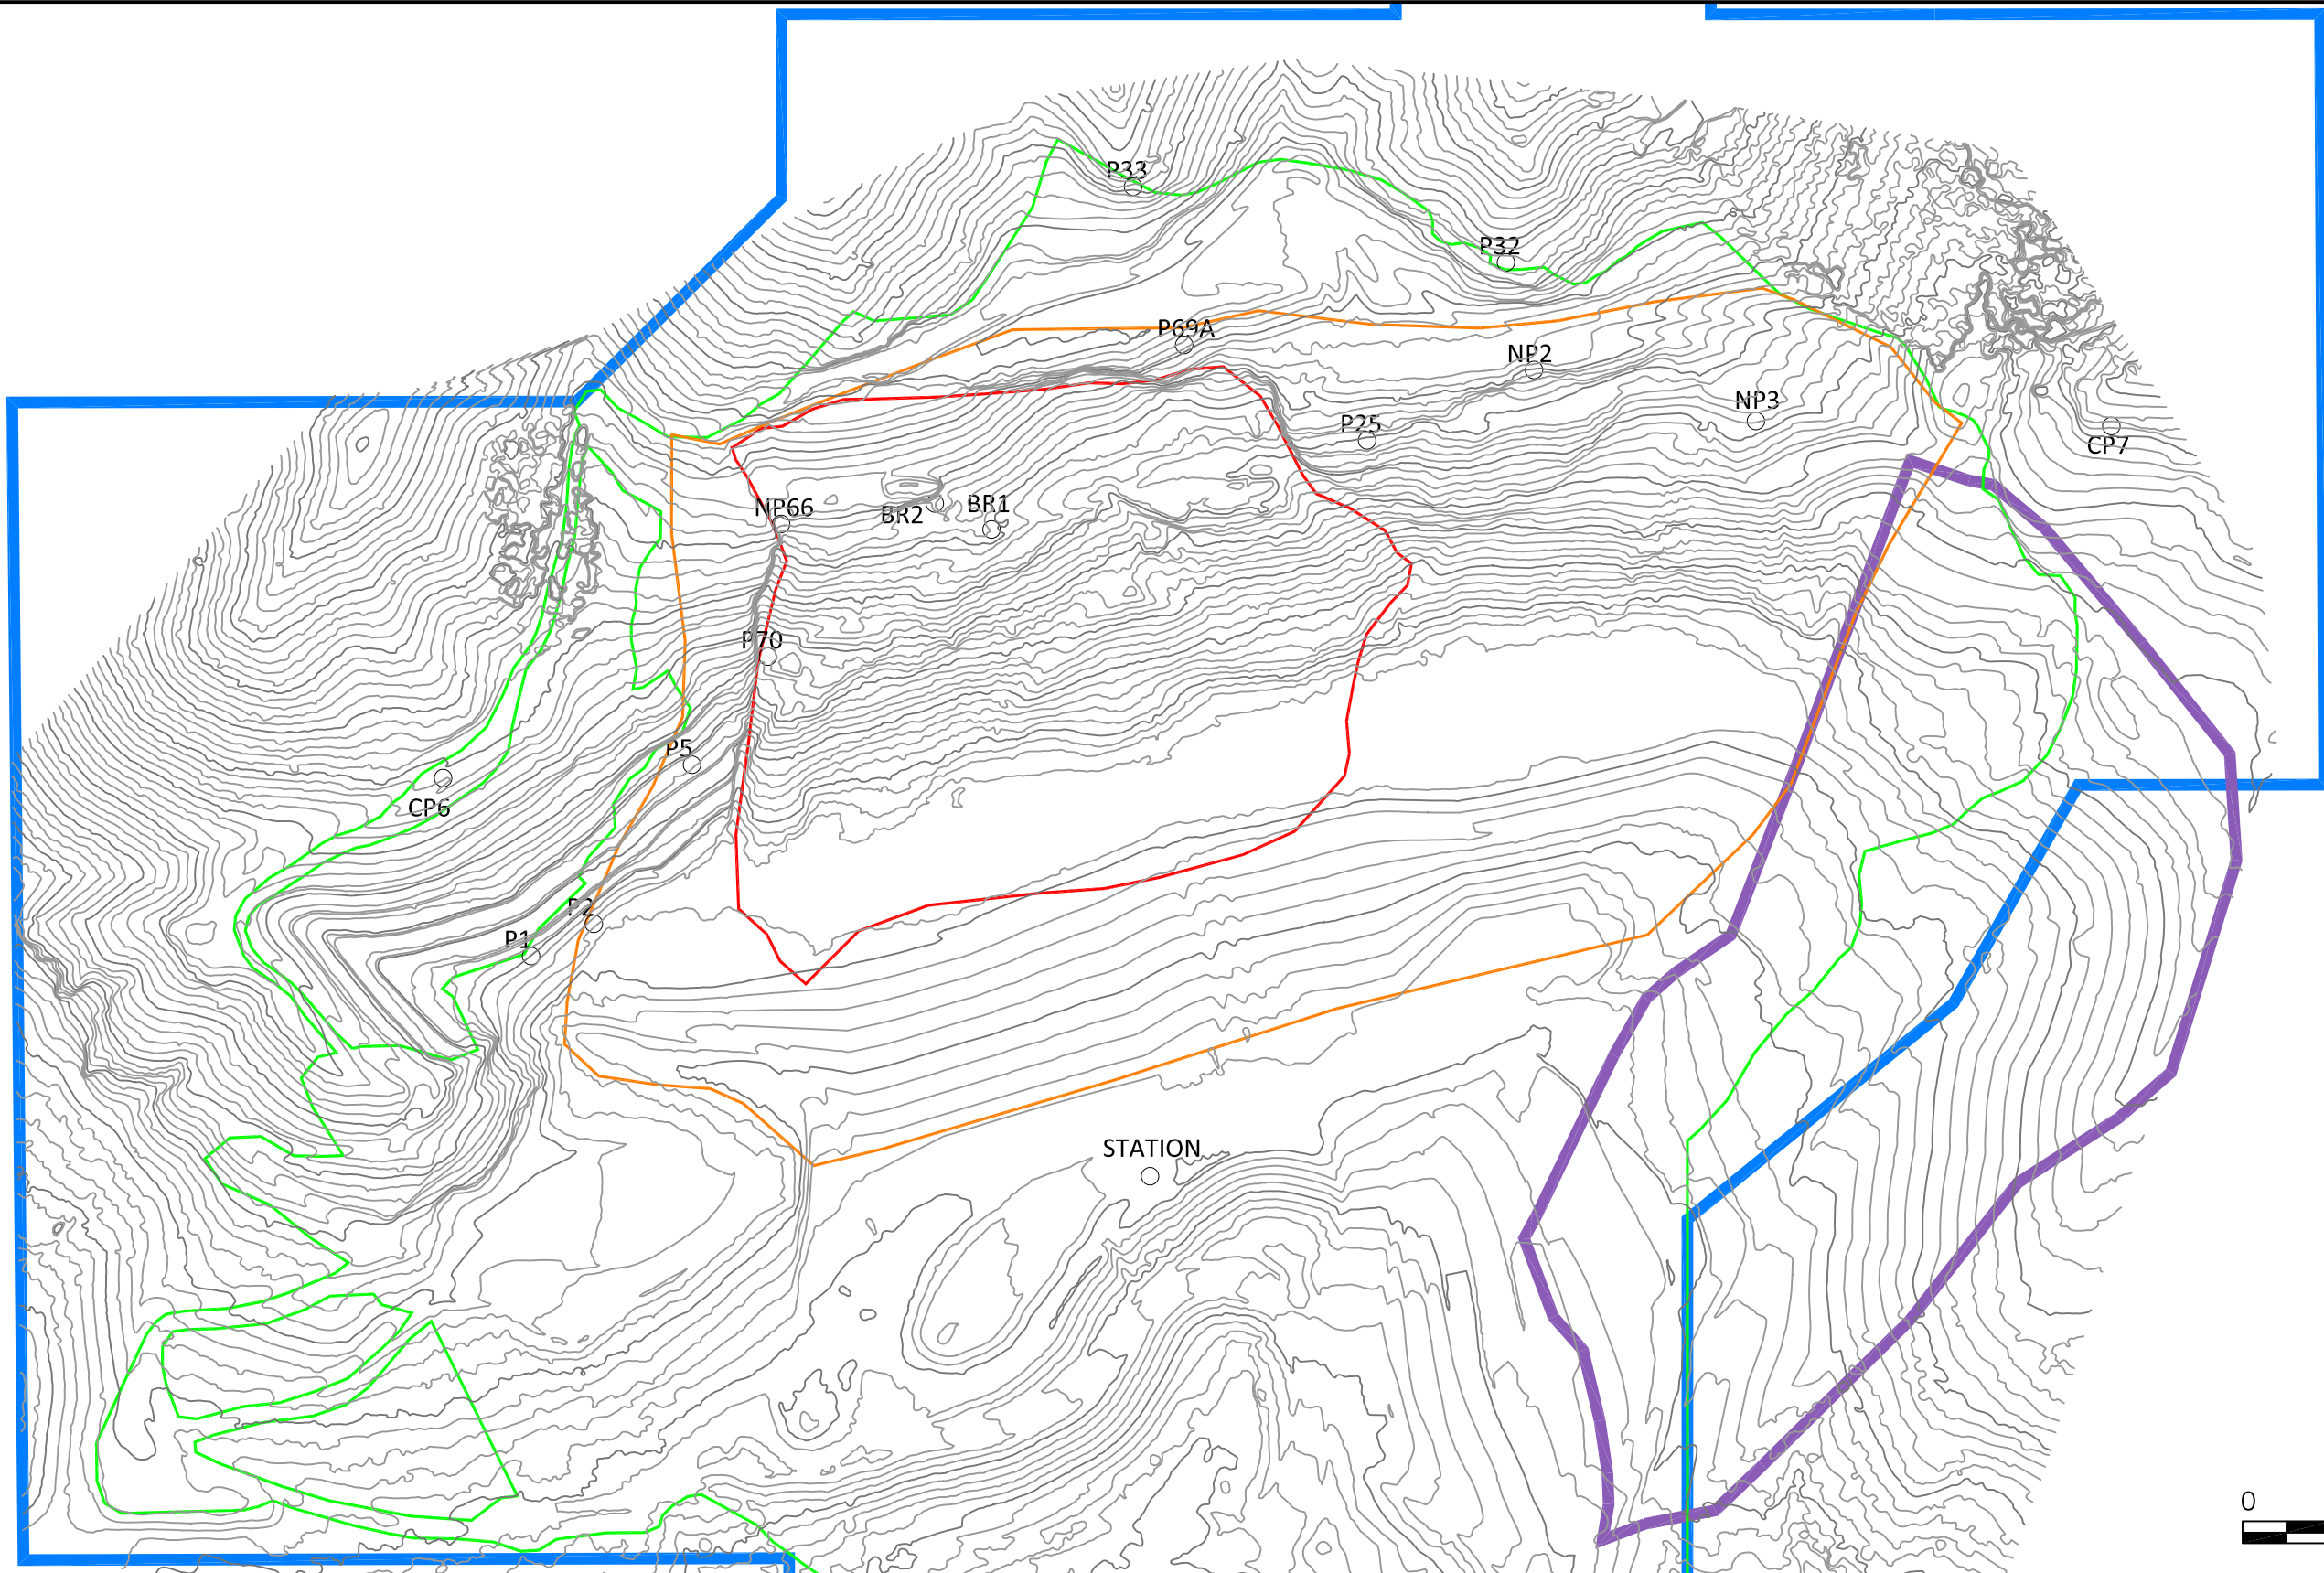 P33
P32
P69A
NP2
NP3
P25
CP7
NP66
BR2
BR1
P70
P5
CP6
P2
P1
STATION
0